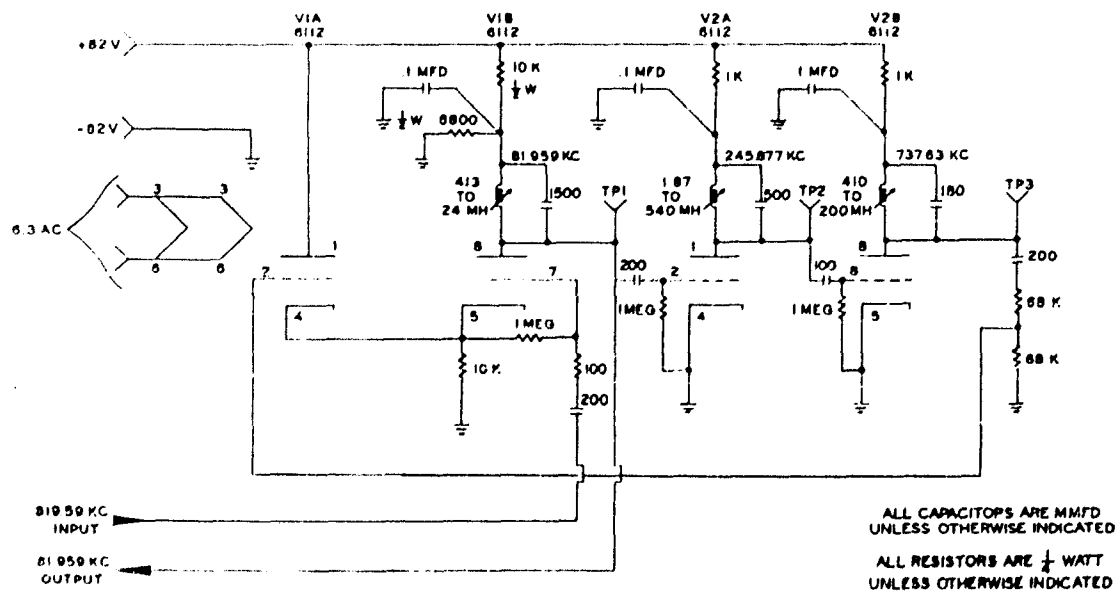 V1A
6112
V1B
6112
V2A
6112
V2B
6112
+82V
-82V
6.3 AC
3
3
6
6
.1 MFD
10 K
½ W
½ W
6800
81.959 KC
413
TO
24 MH
1500
TP1
.1 MFD
1K
245.877 KC
1 87
TO
540 MH
500
TP2
.1 MFD
1K
737.63 KC
410
TO
200 MH
180
TP3
1
2
4
8
7
5
1 MEG
10K
100
200
200
2
1
1 MEG
4
100
8
8
1 MEG
5
200
68 K
68 K
819.59 KC
INPUT
81.959 KC
OUTPUT
ALL CAPACITOPS ARE MMFD
UNLESS OTHERWISE INDICATED
ALL RESISTORS ARE ¼ WATT
UNLESS OTHERWISE INDICATED